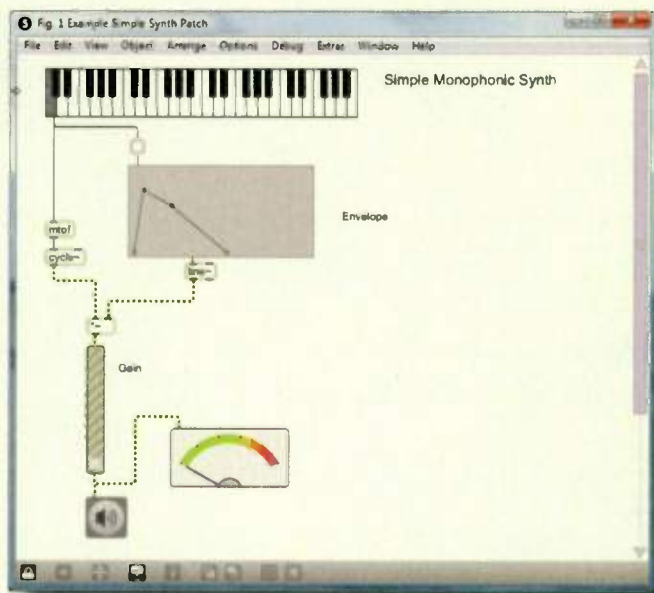 Fig. 1 Example Simple Synth Patch
File Edit View Object Arrange Options Debug Extras Window Help
Simple Monophonic Synth
Envelope
mtof
cycle~
line~
*~
Gain